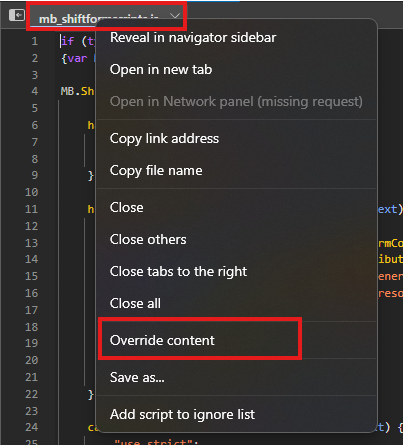 mb_shiftformscripts.js
1 if (t
2 {var
3
4 MB.Sh
5
6 h
7
8
9 }
10
11 h ext)
12
13 rmCo
14 ibut
15 ener
16 reso
17
18
19
20
21
22 }
23
24 ca t) {
25 "use strict";
Reveal in navigator sidebar
Open in new tab
Open in Network panel (missing request)
Copy link address
Copy file name
Close
Close others
Close tabs to the right
Close all
Override content
Save as...
Add script to ignore list